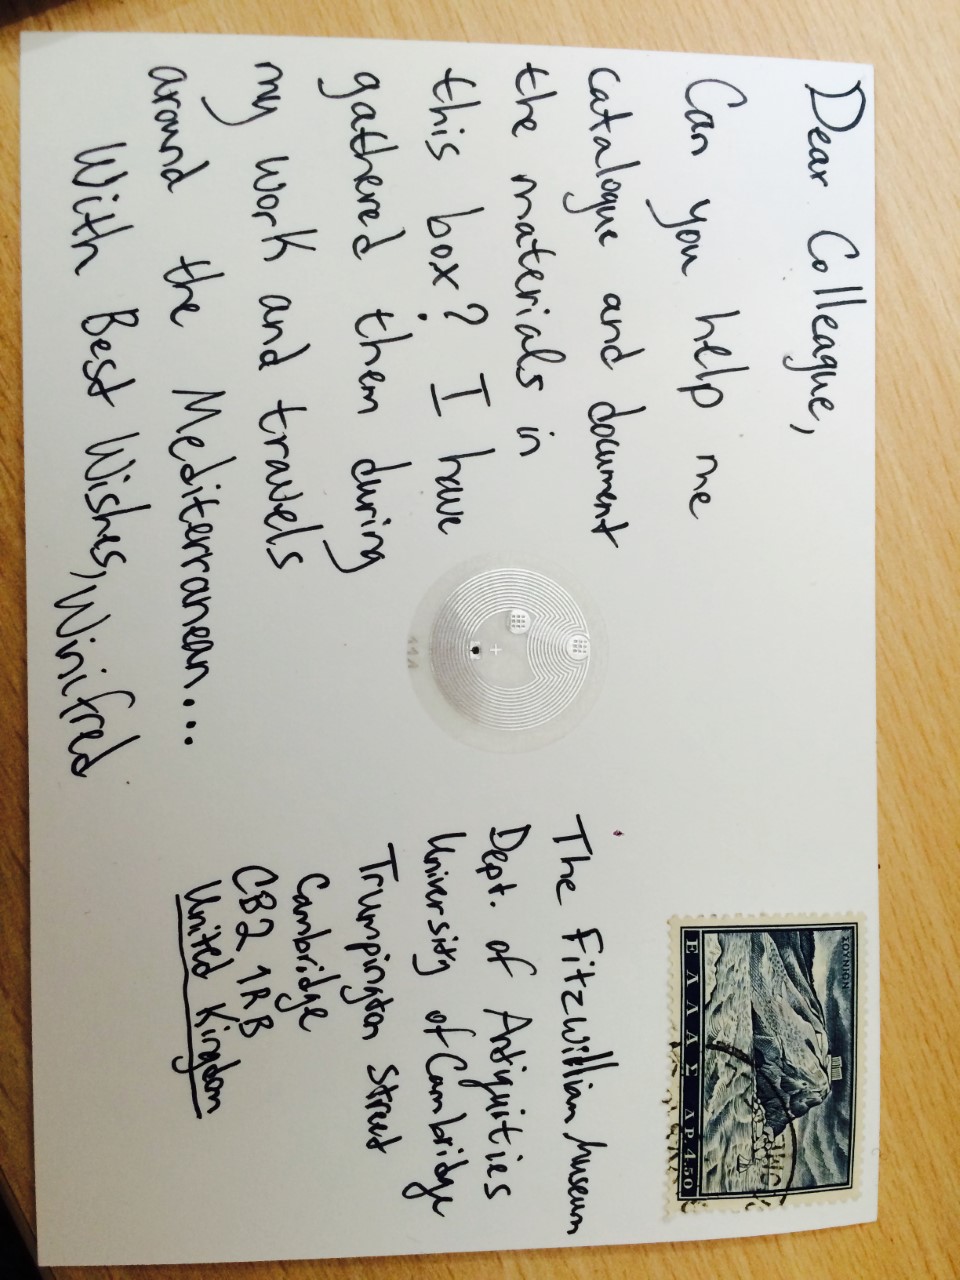 Dear Colleague,
Can you help me
catalogue and document
the materials in
this box? I have
gathered them during
my work and travels
around the Mediterranean...
With Best Wishes, Winifred
ΣΟΥΝΙΟΝ
ΕΛΛΑΣ ΔΡ. 4.50
114
The Fitzwillian Museum
Dept. of Antiquities
University of Cambridge
Trumpington Street
Cambridge
CB2 1RB
United Kingdom